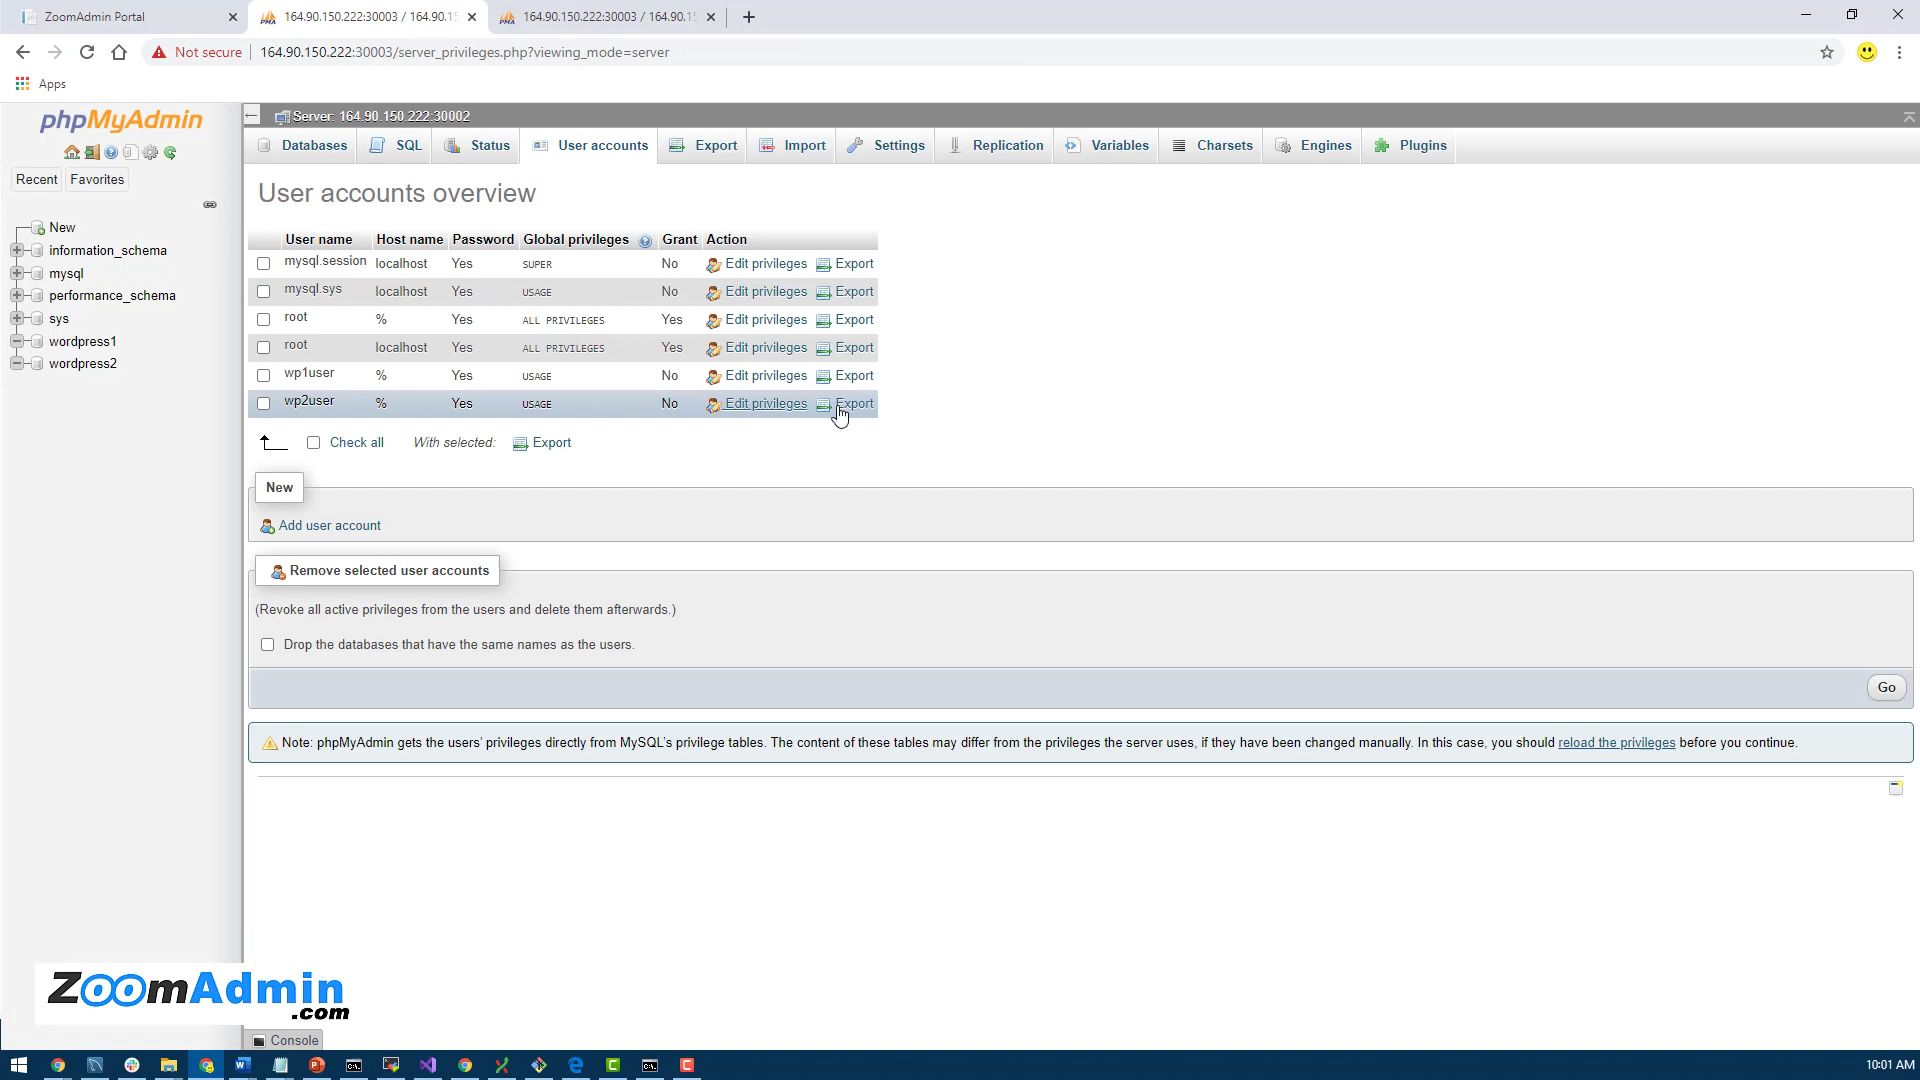 ZoomAdmin Portal
164.90.150.222:30003 / 164.90.15
164.90.150.222:30003 / 164.90.15
Not secure
164.90.150.222:30003/server_privileges.php?viewing_mode=server
Apps
phpMyAdmin
Server: 164.90.150.222:30002
Databases
SQL
Status
User accounts
Export
Import
Settings
Replication
Variables
Charsets
Engines
Plugins
Recent
Favorites
New
information_schema
mysql
performance_schema
sys
wordpress1
wordpress2
User accounts overview
User name Host name Password Global privileges Grant Action
mysql.session localhost Yes SUPER No Edit privileges Export
mysql.sys localhost Yes USAGE No Edit privileges Export
root % Yes ALL PRIVILEGES Yes Edit privileges Export
root localhost Yes ALL PRIVILEGES Yes Edit privileges Export
wp1user % Yes USAGE No Edit privileges Export
wp2user % Yes USAGE No Edit privileges Export
Check all With selected: Export
New
Add user account
Remove selected user accounts
(Revoke all active privileges from the users and delete them afterwards.)
Drop the databases that have the same names as the users.
Go
Note: phpMyAdmin gets the users' privileges directly from MySQL's privilege tables. The content of these tables may differ from the privileges the server uses, if they have been changed manually. In this case, you should reload the privileges before you continue.
ZoomAdmin
.com
Console
10:01 AM